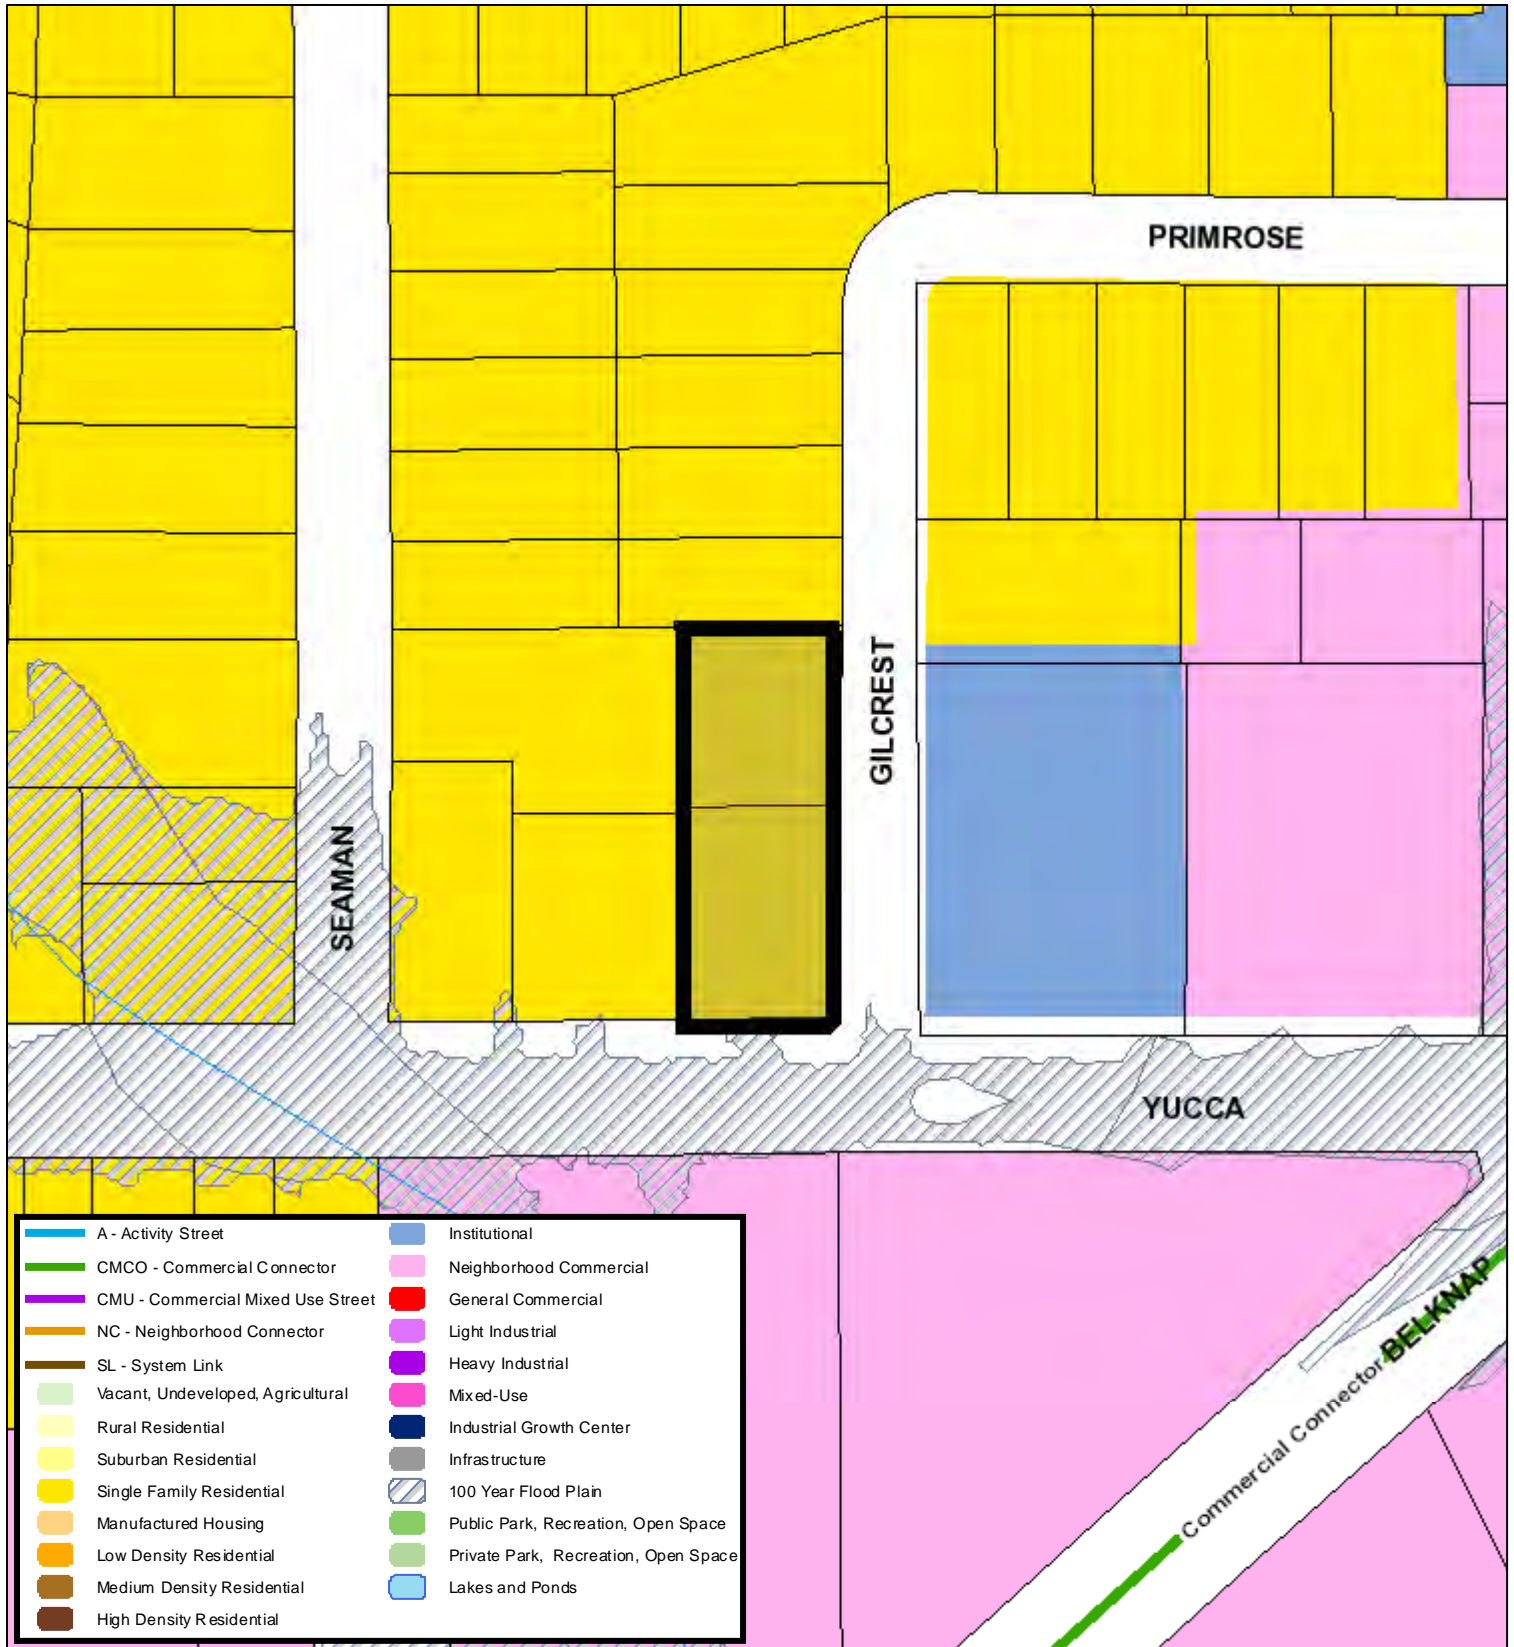 PRIMROSE
GILCREST
SEAMAN
YUCCA
BELKNAP
Commercial Connector
A - Activity Street
CMCO - Commercial Connector
CMU - Commercial Mixed Use Street
NC - Neighborhood Connector
SL - System Link
Vacant, Undeveloped, Agricultural
Rural Residential
Suburban Residential
Single Family Residential
Manufactured Housing
Low Density Residential
Medium Density Residential
High Density Residential
Institutional
Neighborhood Commercial
General Commercial
Light Industrial
Heavy Industrial
Mixed-Use
Industrial Growth Center
Infrastructure
100 Year Flood Plain
Public Park, Recreation, Open Space
Private Park, Recreation, Open Space
Lakes and Ponds